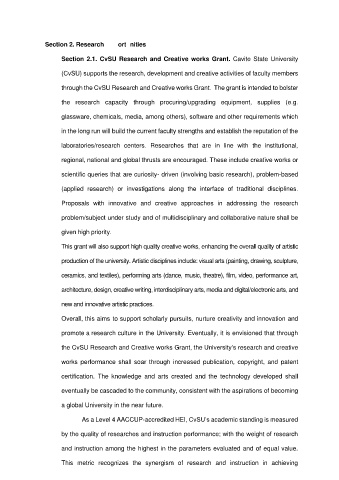 Section 2. Research ort nities
Section 2.1. CvSU Research and Creative works Grant. Cavite State University
(CvSU) supports the research, development and creative activities of faculty members
through the CvSU Research and Creative works Grant. The grant is intended to bolster
the research capacity through procuring/upgrading equipment, supplies (e.g.
glassware, chemicals, media, among others), software and other requirements which
in the long run will build the current faculty strengths and establish the reputation of the
laboratories/research centers. Researches that are in line with the institutional,
regional, national and global thrusts are encouraged. These include creative works or
scientific queries that are curiosity- driven (involving basic research), problem-based
(applied research) or investigations along the interface of traditional disciplines.
Proposals with innovative and creative approaches in addressing the research
problem/subject under study and of multidisciplinary and collaborative nature shall be
given high priority.
This grant will also support high quality creative works, enhancing the overall quality of artistic
production of the university. Artistic disciplines include: visual arts (painting, drawing, sculpture,
ceramics, and textiles), performing arts (dance, music, theatre), film, video, performance art,
architecture, design, creative writing, interdisciplinary arts, media and digital/electronic arts, and
new and innovative artistic practices.
Overall, this aims to support scholarly pursuits, nurture creativity and innovation and
promote a research culture in the University. Eventually, it is envisioned that through
the CvSU Research and Creative works Grant, the University's research and creative
works performance shall soar through increased publication, copyright, and patent
certification. The knowledge and arts created and the technology developed shall
eventually be cascaded to the community, consistent with the aspirations of becoming
a global University in the near future.
As a Level 4 AACCUP-accredited HEI, CvSU's academic standing is measured
by the quality of researches and instruction performance; with the weight of research
and instruction among the highest in the parameters evaluated and of equal value.
This metric recognizes the synergism of research and instruction in achieving